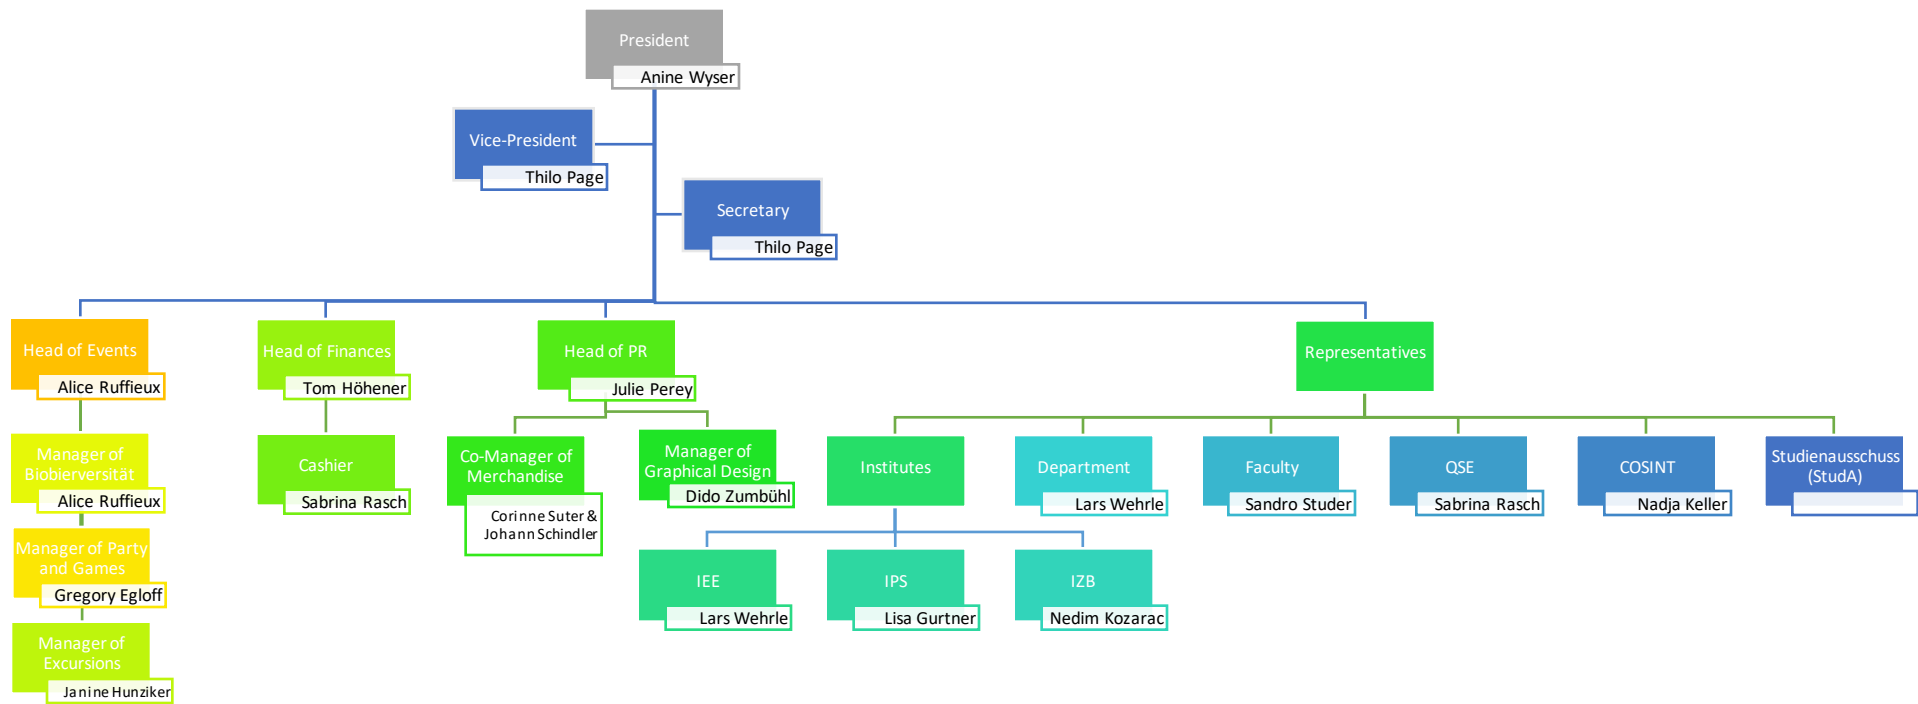 President
Anine Wyser
Vice-President
Thilo Page
Secretary
Thilo Page
Head of Events
Alice Ruffieux
Head of Finances
Tom Höhener
Head of PR
Julie Perey
Representatives
Manager of
Biobierversität
Alice Ruffieux
Cashier
Sabrina Rasch
Co-Manager of
Merchandise
Corinne Suter &
Johann Schindler
Manager of
Graphical Design
Dido Zumbühl
Institutes
Department
Lars Wehrle
Faculty
Sandro Studer
QSE
Sabrina Rasch
COSINT
Nadja Keller
Studienausschuss
(StudA)
Manager of Party
and Games
Gregory Egloff
IEE
Lars Wehrle
IPS
Lisa Gurtner
IZB
Nedim Kozarac
Manager of
Excursions
Janine Hunziker